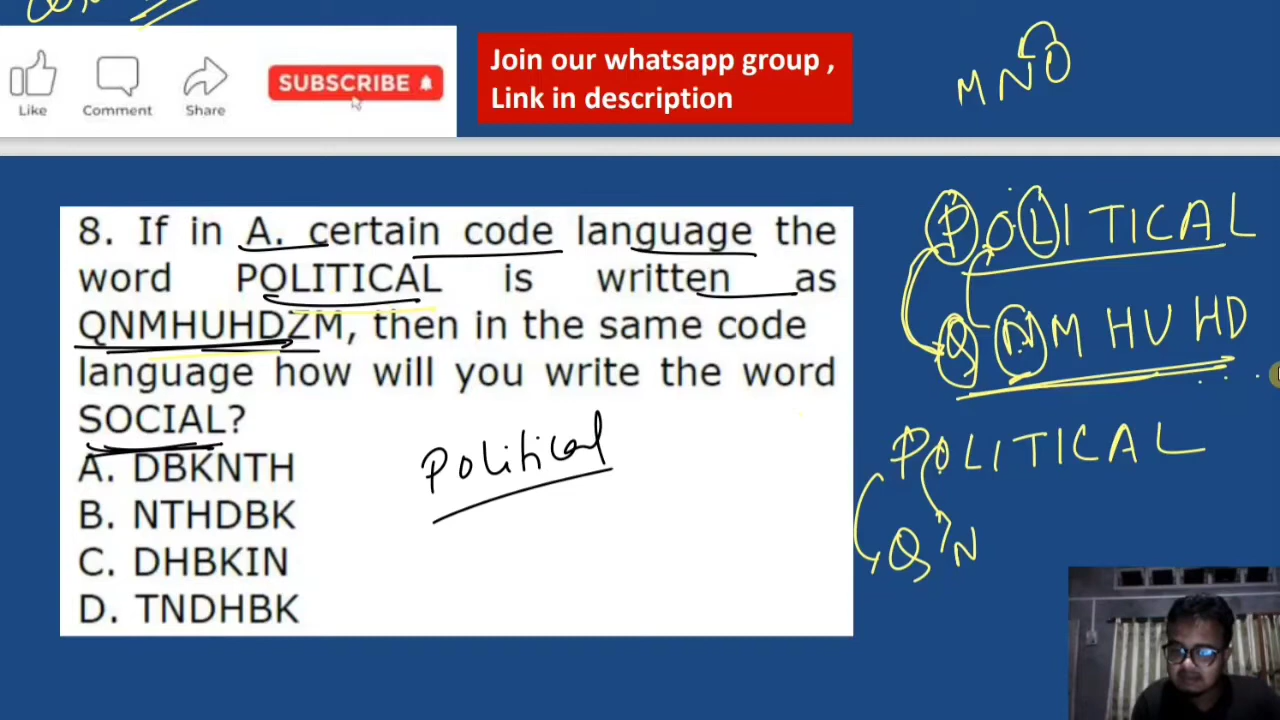 Like
Comment
Share
SUBSCRIBE
Join our whatsapp group ,
Link in description
M N O
8. If in A. certain code language the
word POLITICAL is written as
QNMHUHDZM, then in the same code
language how will you write the word
SOCIAL?
A. DBKNTH
B. NTHDBK
C. DHBKIN
D. TNDHBK
Political
POLITICAL
QNMHUHD
POLITICAL
QN